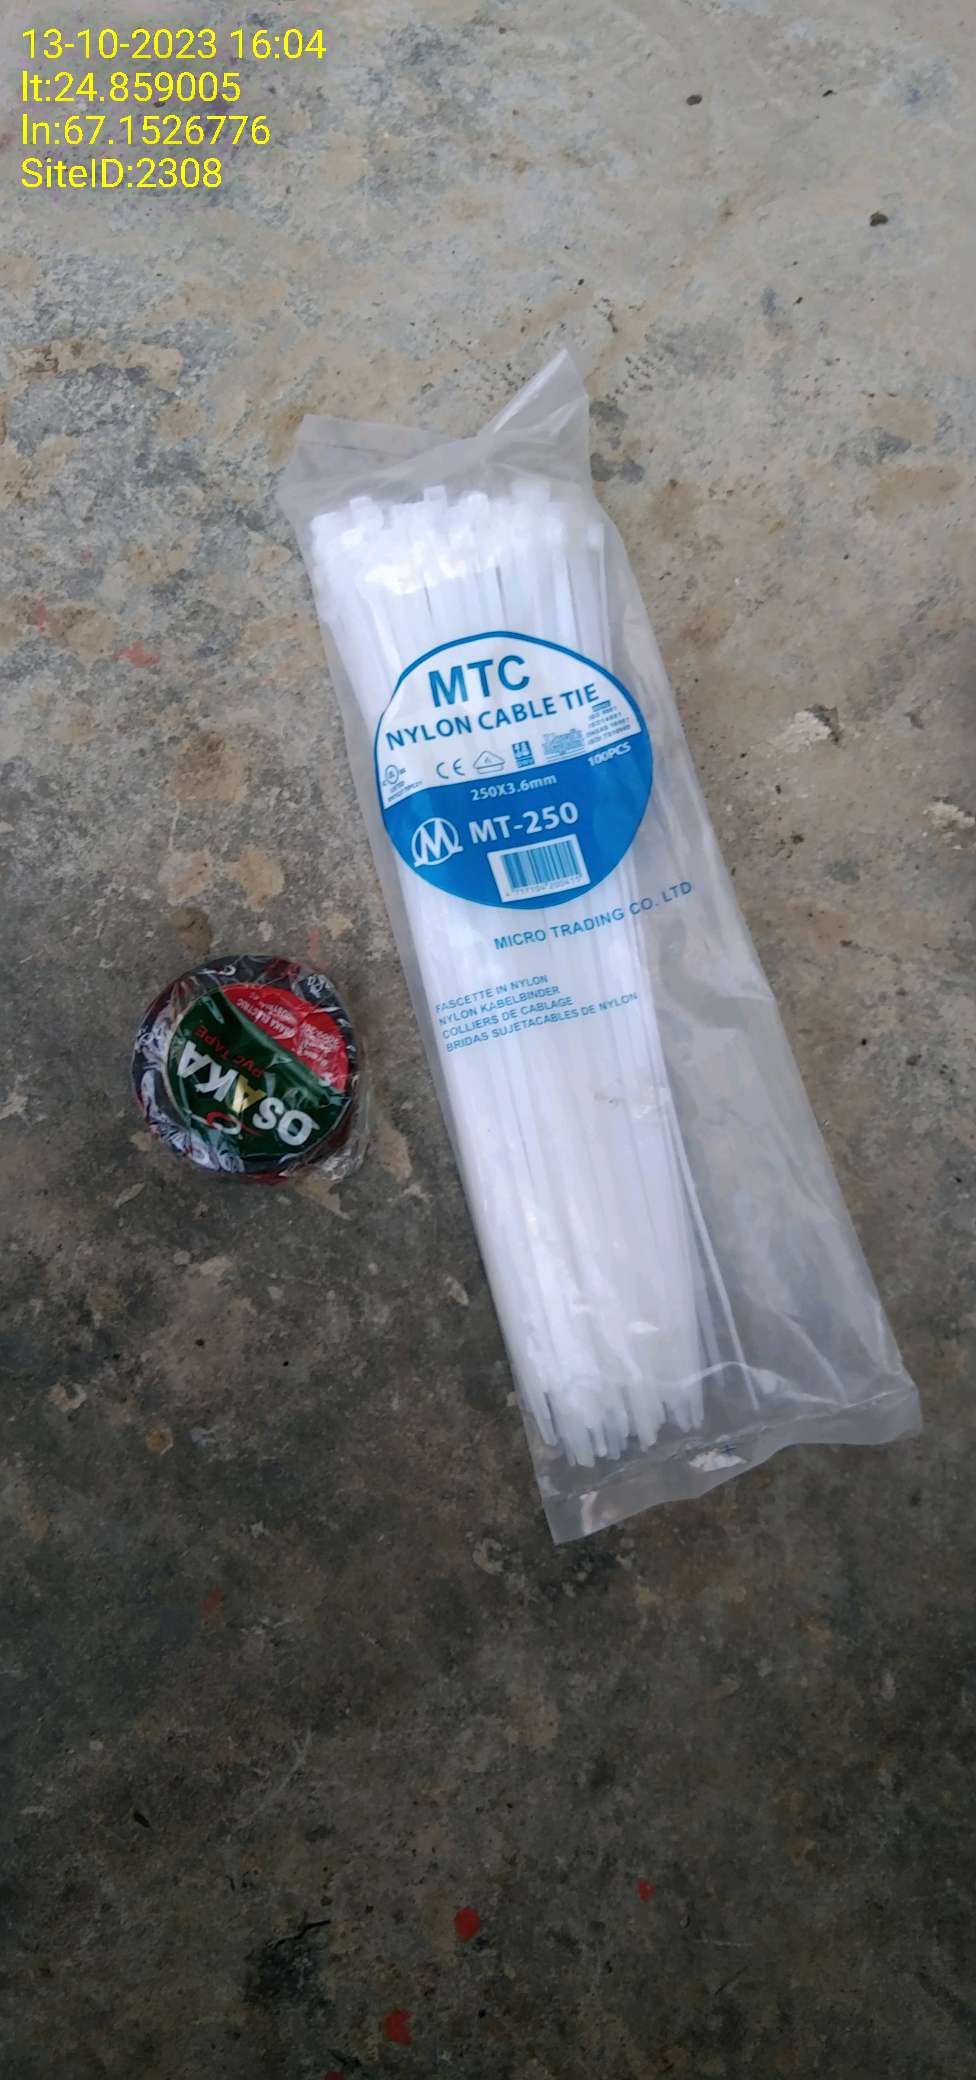 13-10-2023 16:04
lt:24.859005
ln:67.1526776
SiteID:2308
MTC
NYLON CABLE TIE
100PCS
250X3.6mm
MT-250
MICRO TRADING CO. LTD
FASCETTE IN NYLON
NYLON KABELBINDER
COLLIERS DE CABLAGE
BRIDAS SUJETACABLES DE NYLON
OSAKA
PVC TAPE